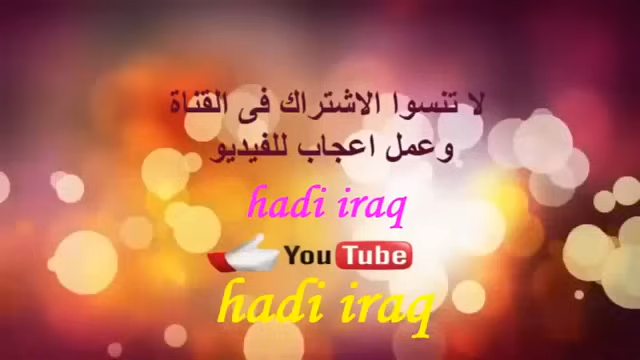 لا تنسوا الاشتراك فى القناة
وعمل اعجاب للفيديو
hadi iraq
YouTube
hadi iraq